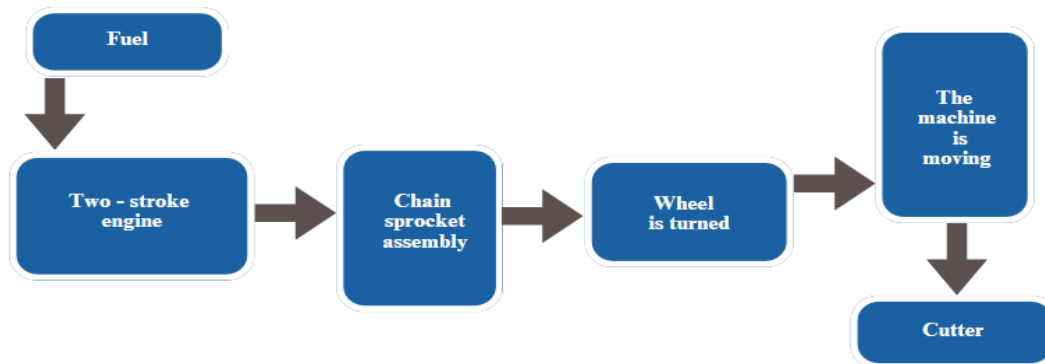 Fuel
Two - stroke
engine
Chain
sprocket
assembly
Wheel
is turned
The
machine
is
moving
Cutter